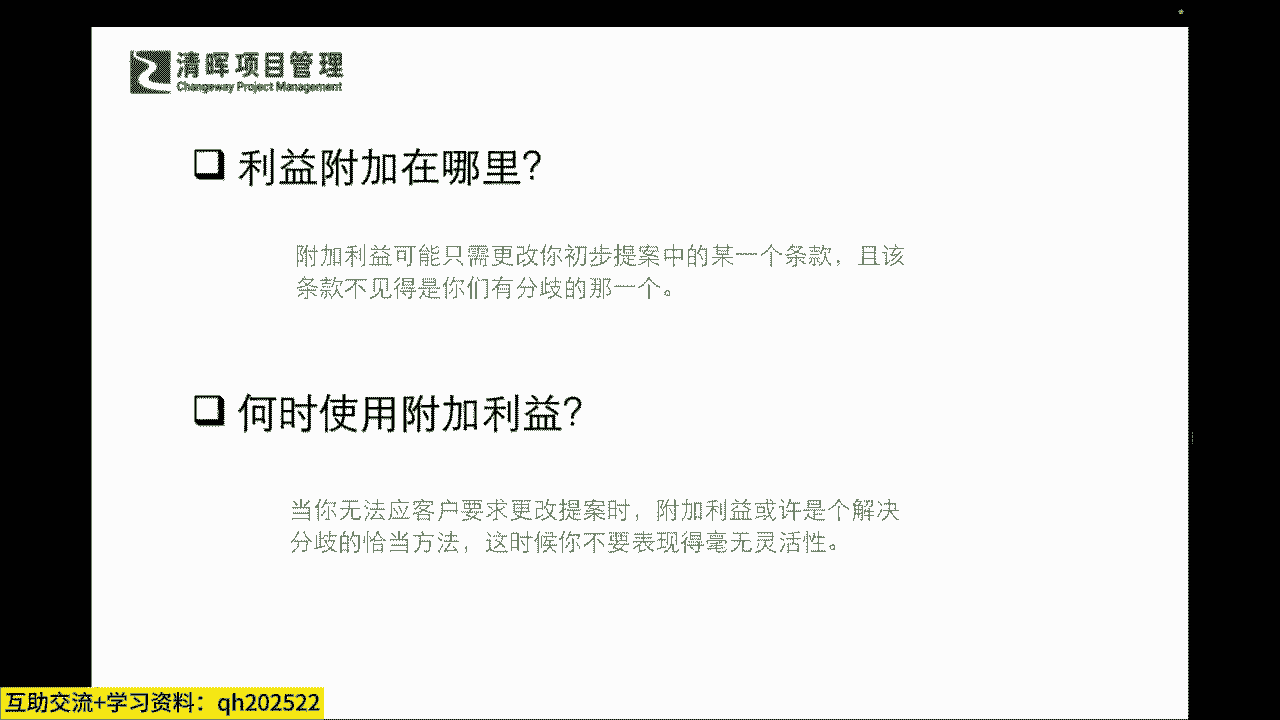 清晖项目管理
Changeway Project Management
利益附加在哪里?
附加利益可能只需更改你初步提案中的某一个条款，且该
条款不见得是你们有分歧的那一个。
何时使用附加利益?
当你无法应客户要求更改提案时，附加利益或许是个解决
分歧的恰当方法，这时候你不要表现得毫无灵活性。
互助交流+学习资料：qh202522